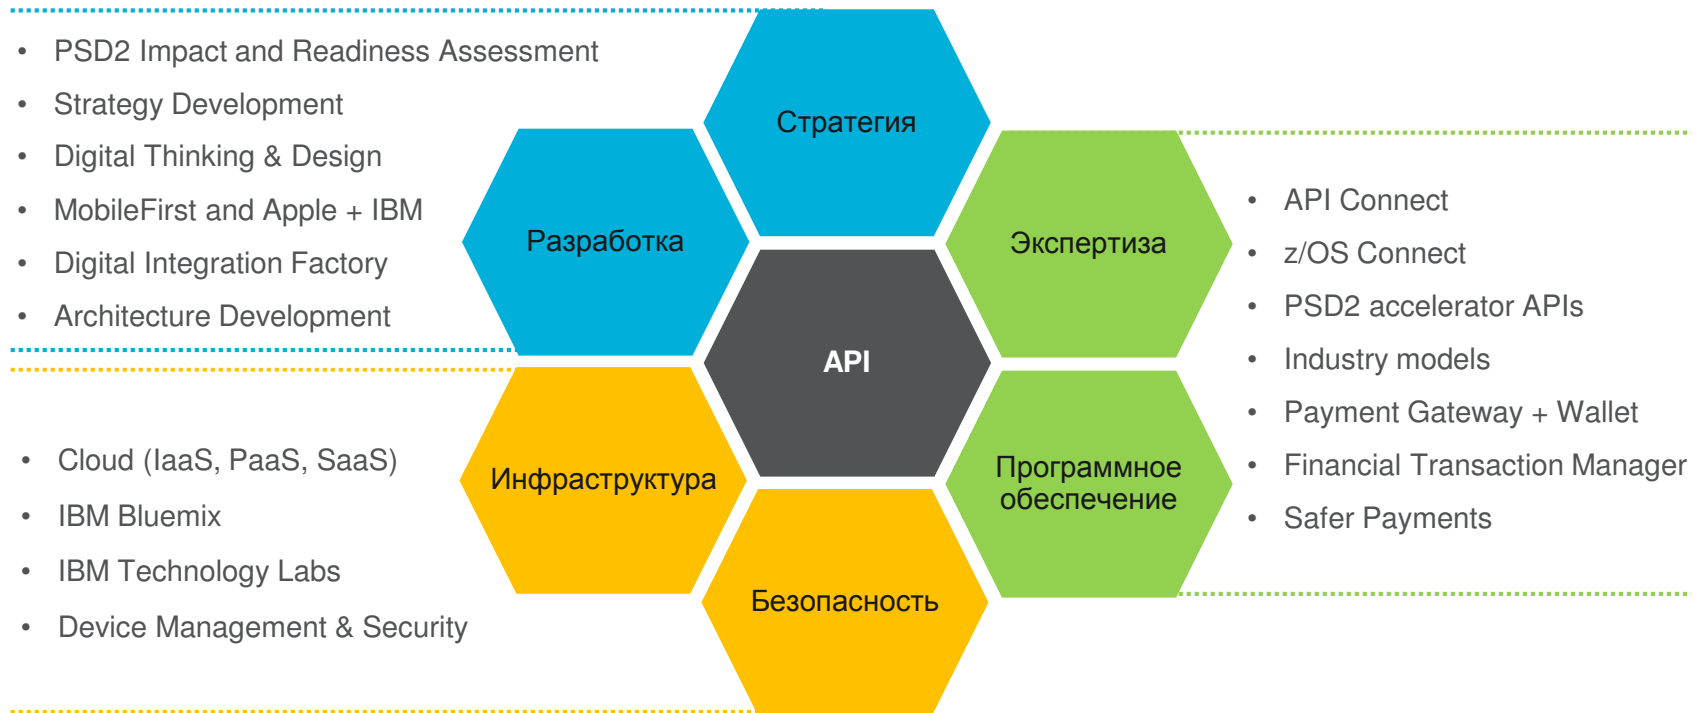 • PSD2 Impact and Readiness Assessment
• Strategy Development
• Digital Thinking & Design
• MobileFirst and Apple + IBM
• Digital Integration Factory
• Architecture Development
• Cloud (IaaS, PaaS, SaaS)
• IBM Bluemix
• IBM Technology Labs
• Device Management & Security
Стратегия
Разработка
Экспертиза
API
Инфраструктура
Программное
обеспечение
Безопасность
• API Connect
• z/OS Connect
• PSD2 accelerator APIs
• Industry models
• Payment Gateway + Wallet
• Financial Transaction Manager
• Safer Payments